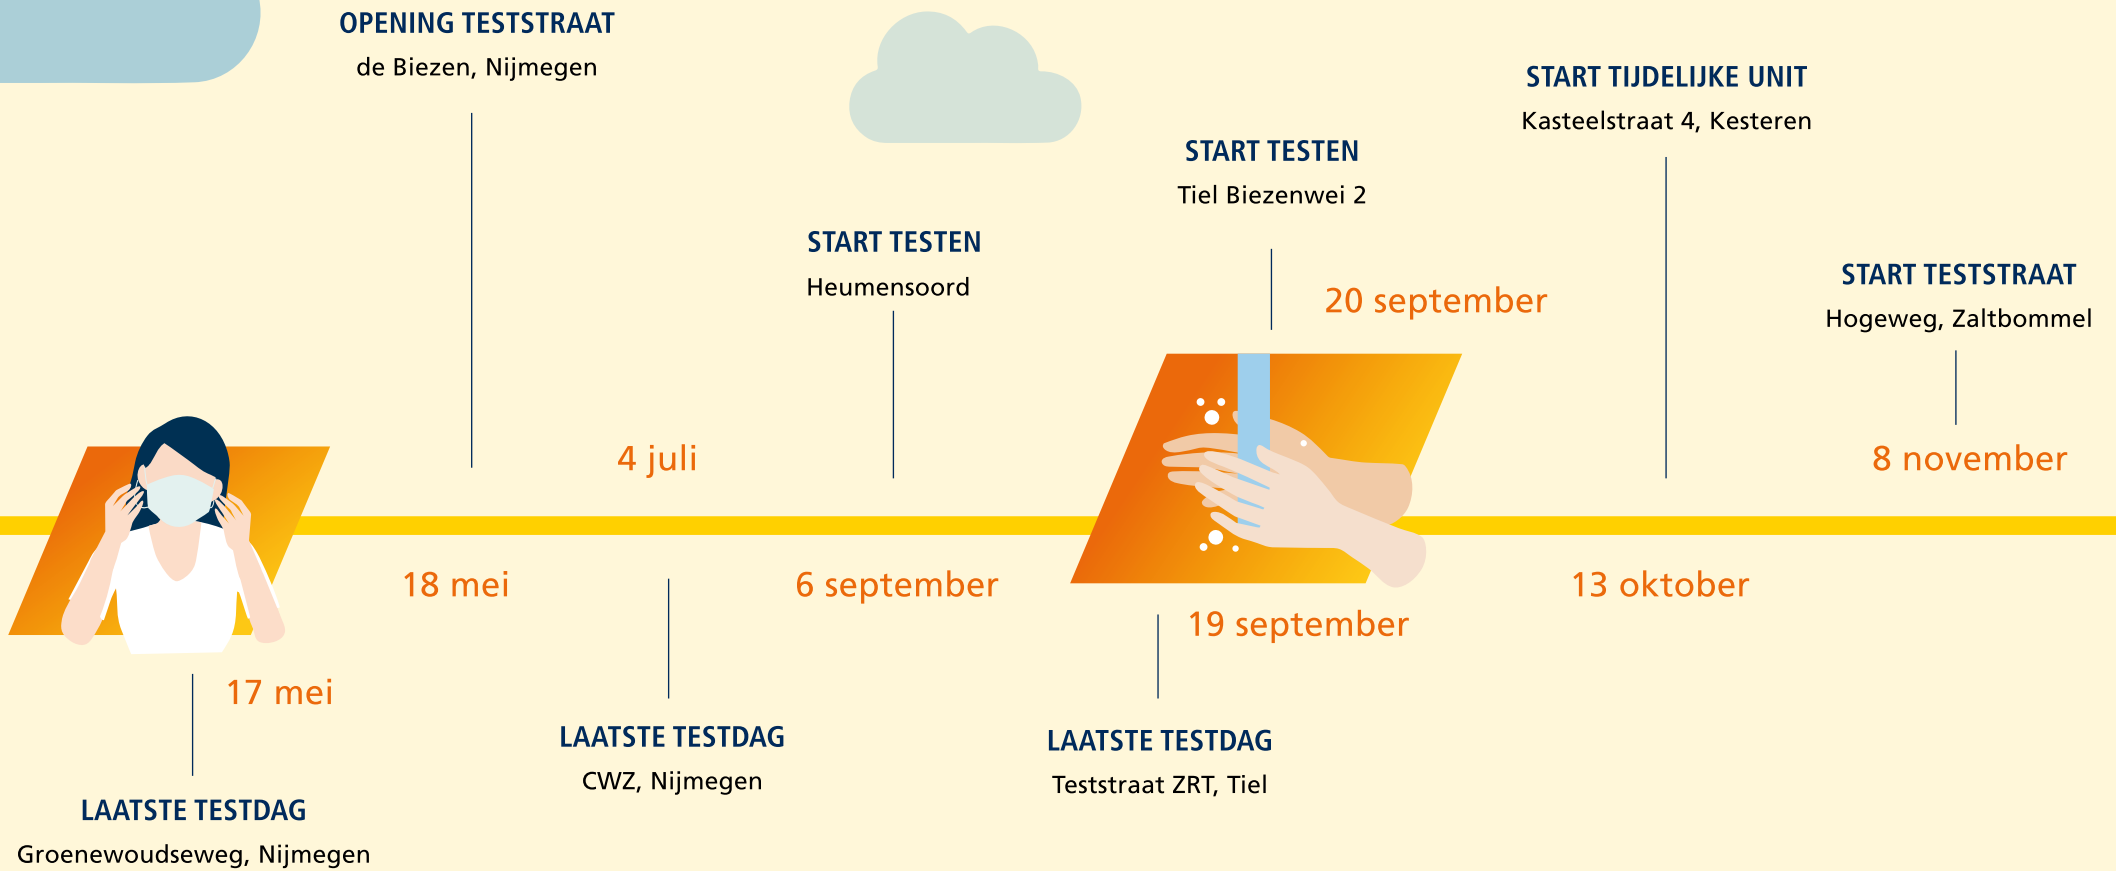 OPENING TESTSTRAAT
de Biezen, Nijmegen
START TIJDELIJKE UNIT
Kasteelstraat 4, Kesteren
START TESTEN
Tiel Biezenwei 2
START TESTEN
Heumensoord
START TESTSTRAAT
Hogeweg, Zaltbommel
20 september
4 juli
8 november
18 mei
6 september
13 oktober
19 september
17 mei
LAATSTE TESTDAG
CWZ, Nijmegen
LAATSTE TESTDAG
Teststraat ZRT, Tiel
LAATSTE TESTDAG
Groenewoudseweg, Nijmegen